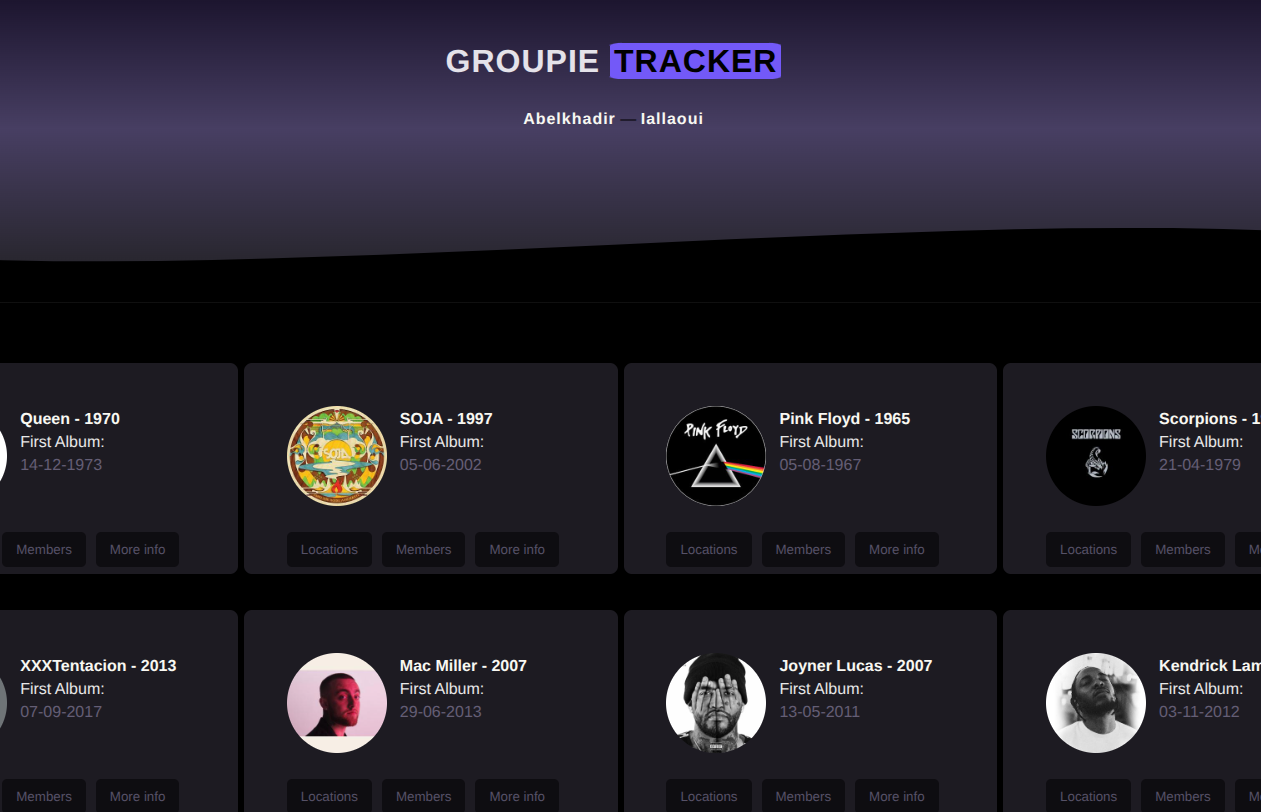 GROUPIE TRACKER
Abelkhadir — Iallaoui
Queen - 1970
First Album:
14-12-1973
Members
More info
SOJA
SOJA - 1997
First Album:
05-06-2002
Locations
Members
More info
PINK FLOYD
Pink Floyd - 1965
First Album:
05-08-1967
Locations
Members
More info
SCORPIONS
Scorpions - 1
First Album:
21-04-1979
Locations
Members
M
XXXTentacion - 2013
First Album:
07-09-2017
Members
More info
Mac Miller - 2007
First Album:
29-06-2013
Locations
Members
More info
Joyner Lucas - 2007
First Album:
13-05-2011
Locations
Members
More info
Kendrick Lam
First Album:
03-11-2012
Locations
Members
M